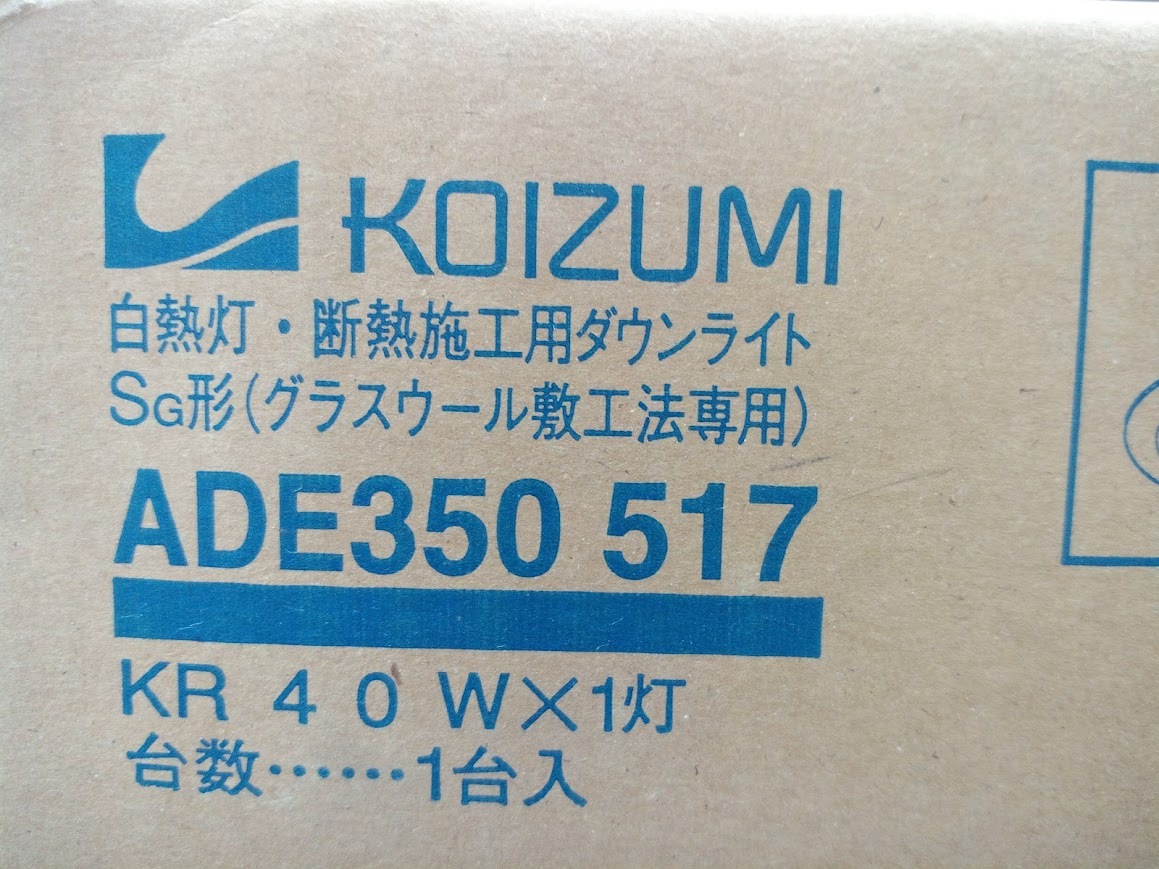 KOIZUMI
白熱灯・断熱施工用ダウンライト
SG形(グラスウール敷工法専用)
ADE350 517
KR 40 W×1灯
台数……1台入